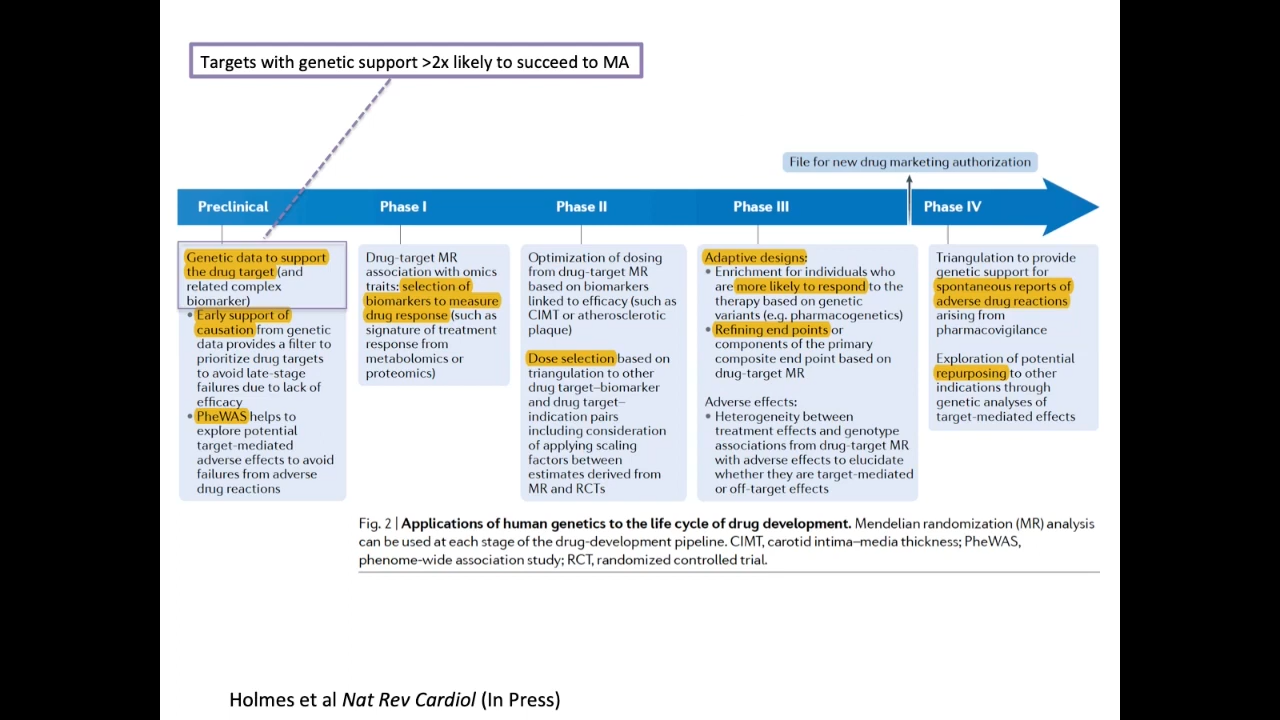 Targets with genetic support >2x likely to succeed to MA
File for new drug marketing authorization
Preclinical
Phase I
Phase II
Phase III
Phase IV
Genetic data to support
the drug target (and
related complex
biomarker)
• Early support of
causation from genetic
data provides a filter to
prioritize drug targets
to avoid late-stage
failures due to lack of
efficacy
• PheWAS helps to
explore potential
target-mediated
adverse effects to avoid
failures from adverse
drug reactions
Drug-target MR
association with omics
traits: selection of
biomarkers to measure
drug response (such as
signature of treatment
response from
metabolomics or
proteomics)
Optimization of dosing
from drug-target MR
based on biomarkers
linked to efficacy (such as
CIMT or atherosclerotic
plaque)
Dose selection based on
triangulation to other
drug target–biomarker
and drug target–
indication pairs
including consideration
of applying scaling
factors between
estimates derived from
MR and RCTs
Adaptive designs:
• Enrichment for individuals who
are more likely to respond to the
therapy based on genetic
variants (e.g. pharmacogenetics)
• Refining end points or
components of the primary
composite end point based on
drug-target MR
Adverse effects:
• Heterogeneity between
treatment effects and genotype
associations from drug-target MR
with adverse effects to elucidate
whether they are target-mediated
or off-target effects
Triangulation to provide
genetic support for
spontaneous reports of
adverse drug reactions
arising from
pharmacovigilance
Exploration of potential
repurposing to other
indications through
genetic analyses of
target-mediated effects
Fig. 2 | Applications of human genetics to the life cycle of drug development. Mendelian randomization (MR) analysis
can be used at each stage of the drug-development pipeline. CIMT, carotid intima–media thickness; PheWAS,
phenome-wide association study; RCT, randomized controlled trial.
Holmes et al Nat Rev Cardiol (In Press)